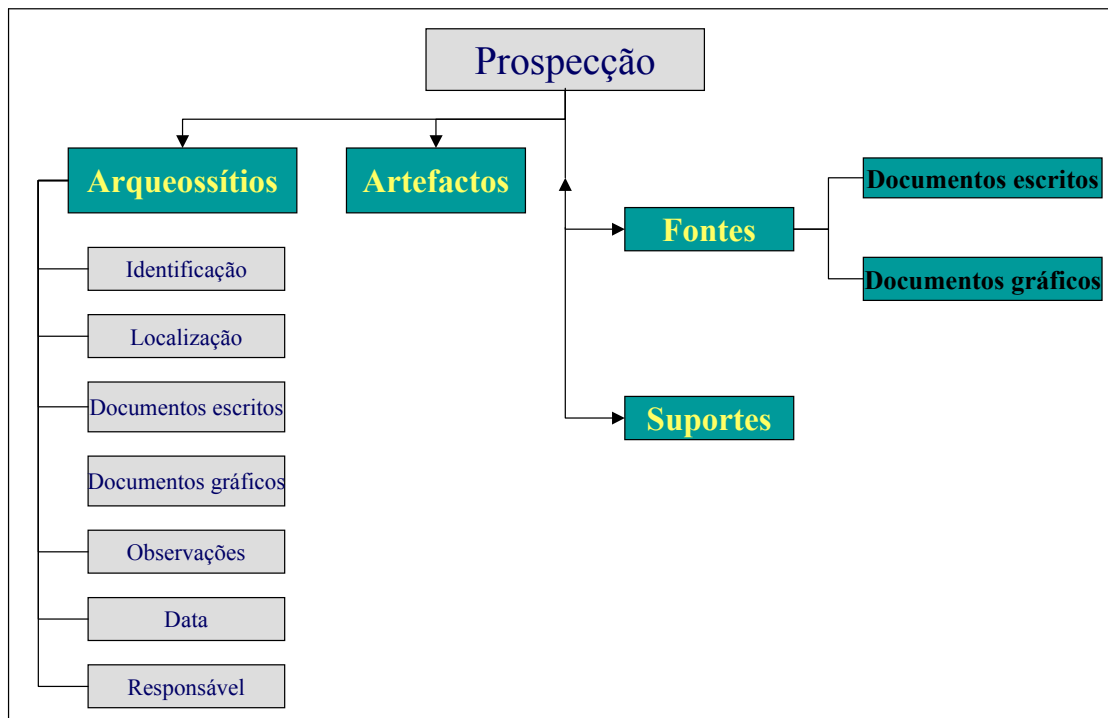 Prospecção
Arqueossítios
Artefactos
Fontes
Documentos escritos
Documentos gráficos
Suportes
Identificação
Localização
Documentos escritos
Documentos gráficos
Observações
Data
Responsável